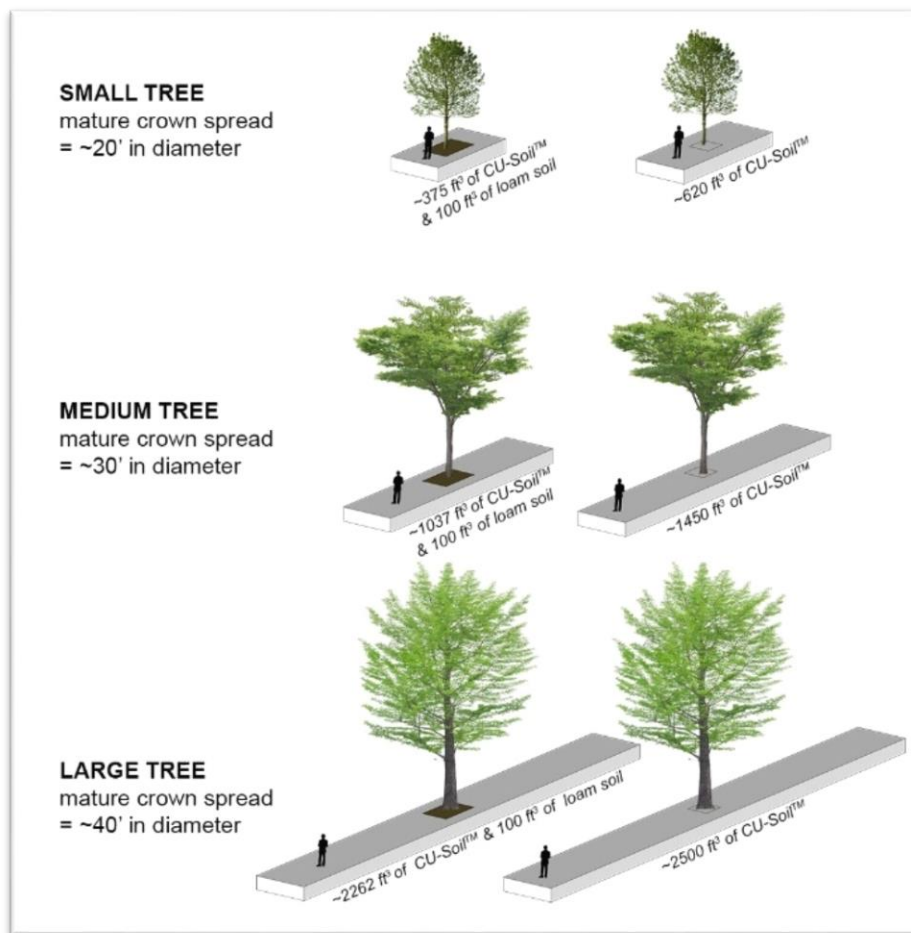 SMALL TREE
mature crown spread
= ~20' in diameter
~375 ft³ of CU-Soil™
& 100 ft³ of loam soil
~620 ft³ of CU-Soil™
MEDIUM TREE
mature crown spread
= ~30' in diameter
~1037 ft³ of CU-Soil™
& 100 ft³ of loam soil
~1450 ft³ of CU-Soil™
LARGE TREE
mature crown spread
= ~40' in diameter
~2262 ft³ of CU-Soil™ & 100 ft³ of loam soil
~2500 ft³ of CU-Soil™